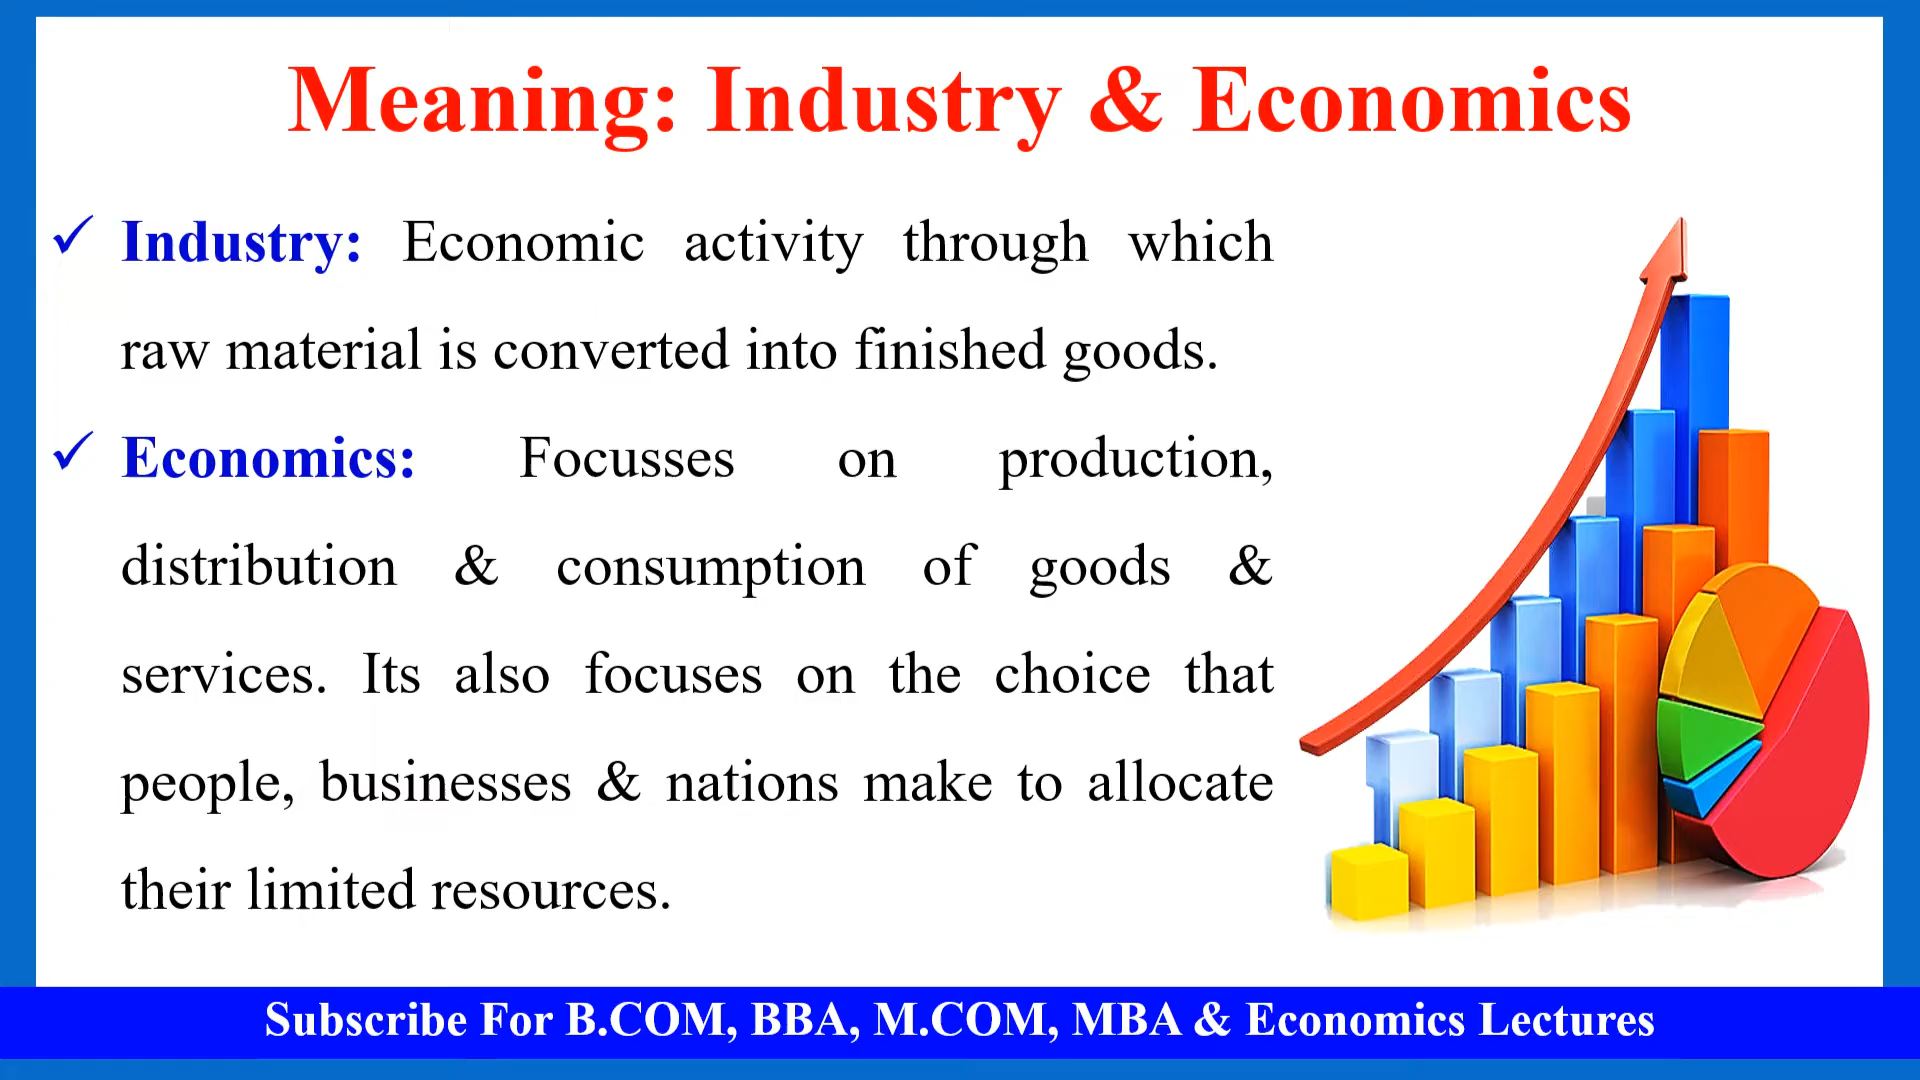 Meaning: Industry & Economics
✓ Industry: Economic activity through which
raw material is converted into finished goods.
✓ Economics: Focusses on production,
distribution & consumption of goods &
services. Its also focuses on the choice that
people, businesses & nations make to allocate
their limited resources.
Subscribe For B.COM, BBA, M.COM, MBA & Economics Lectures